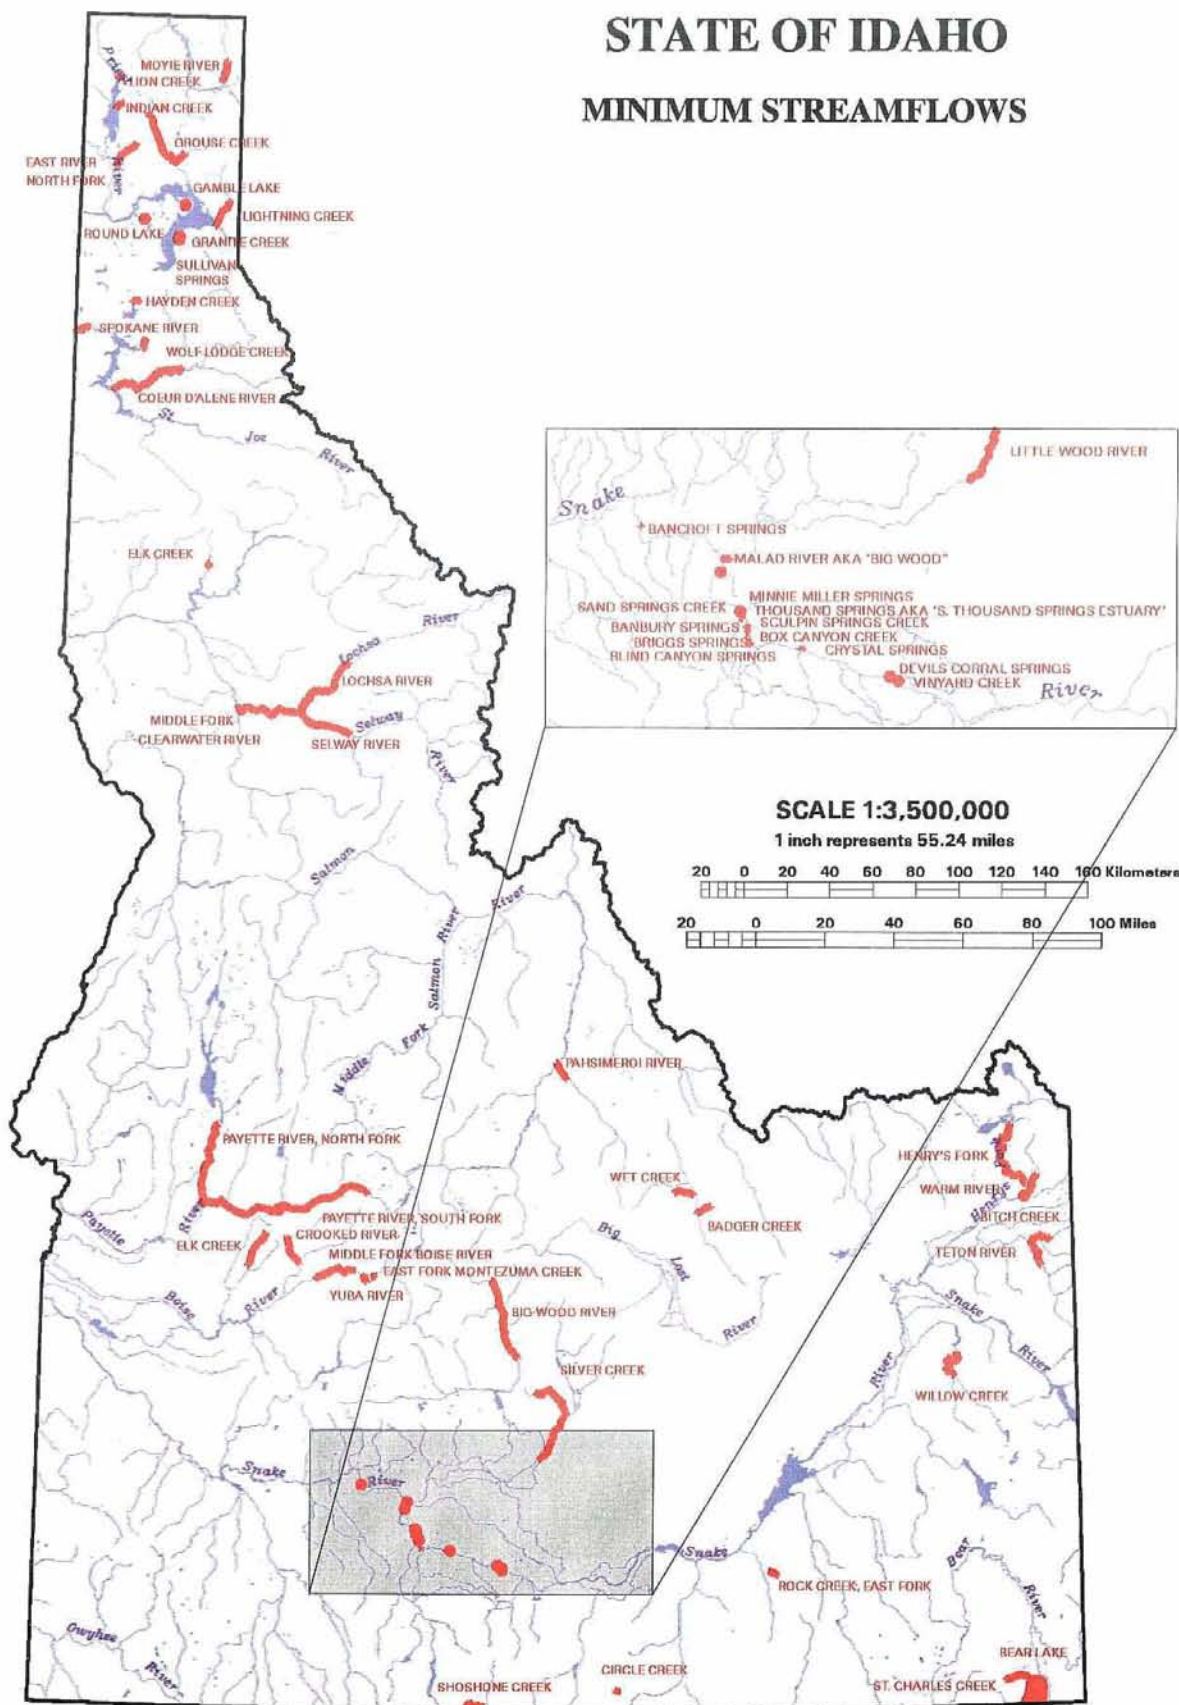 STATE OF IDAHO
MINIMUM STREAMFLOWS
Priest
River
MOYIE RIVER
LION CREEK
INDIAN CREEK
GROUSE CREEK
EAST RIVER
NORTH FORK
GAMBLE LAKE
LIGHTNING CREEK
ROUND LAKE
GRANITE CREEK
SULLIVAN
SPRINGS
HAYDEN CREEK
SPOKANE RIVER
WOLF LODGE CREEK
COEUR D'ALENE RIVER
St
Joe
River
ELK CREEK
Lochsa
River
LOCHSA RIVER
MIDDLE FORK
CLEARWATER RIVER
Selway
River
SELWAY RIVER
LITTLE WOOD RIVER
Snake
BANCROFT SPRINGS
MALAD RIVER AKA "BIG WOOD"
MINNIE MILLER SPRINGS
SAND SPRINGS CREEK
THOUSAND SPRINGS AKA 'S. THOUSAND SPRINGS ESTUARY'
SCULPIN SPRINGS CREEK
BANBURY SPRINGS
BOX CANYON CREEK
BRIGGS SPRINGS
CRYSTAL SPRINGS
BLIND CANYON SPRINGS
DEVILS CORRAL SPRINGS
VINYARD CREEK
River
SCALE 1:3,500,000
1 inch represents 55.24 miles
20 0 20 40 60 80 100 120 140 160 Kilometers
20 0 20 40 60 80 100 Miles
Salmon
River
River
Middle Fork Salmon
PAHSIMEROI RIVER
PAYETTE RIVER, NORTH FORK
HENRY'S FORK
WARM RIVER
Henrys
Fork
WET CREEK
BADGER CREEK
BITCH CREEK
TETON RIVER
Payette
River
PAYETTE RIVER, SOUTH FORK
CROOKED RIVER
ELK CREEK
MIDDLE FORK BOISE RIVER
EAST FORK MONTEZUMA CREEK
YUBA RIVER
Boise
River
Big
Lost
River
BIG WOOD RIVER
SILVER CREEK
Snake
River
River
WILLOW CREEK
Snake
River
Snake
Bear
River
ROCK CREEK, EAST FORK
Owyhee
River
SHOSHONE CREEK
CIRCLE CREEK
BEAR LAKE
ST. CHARLES CREEK